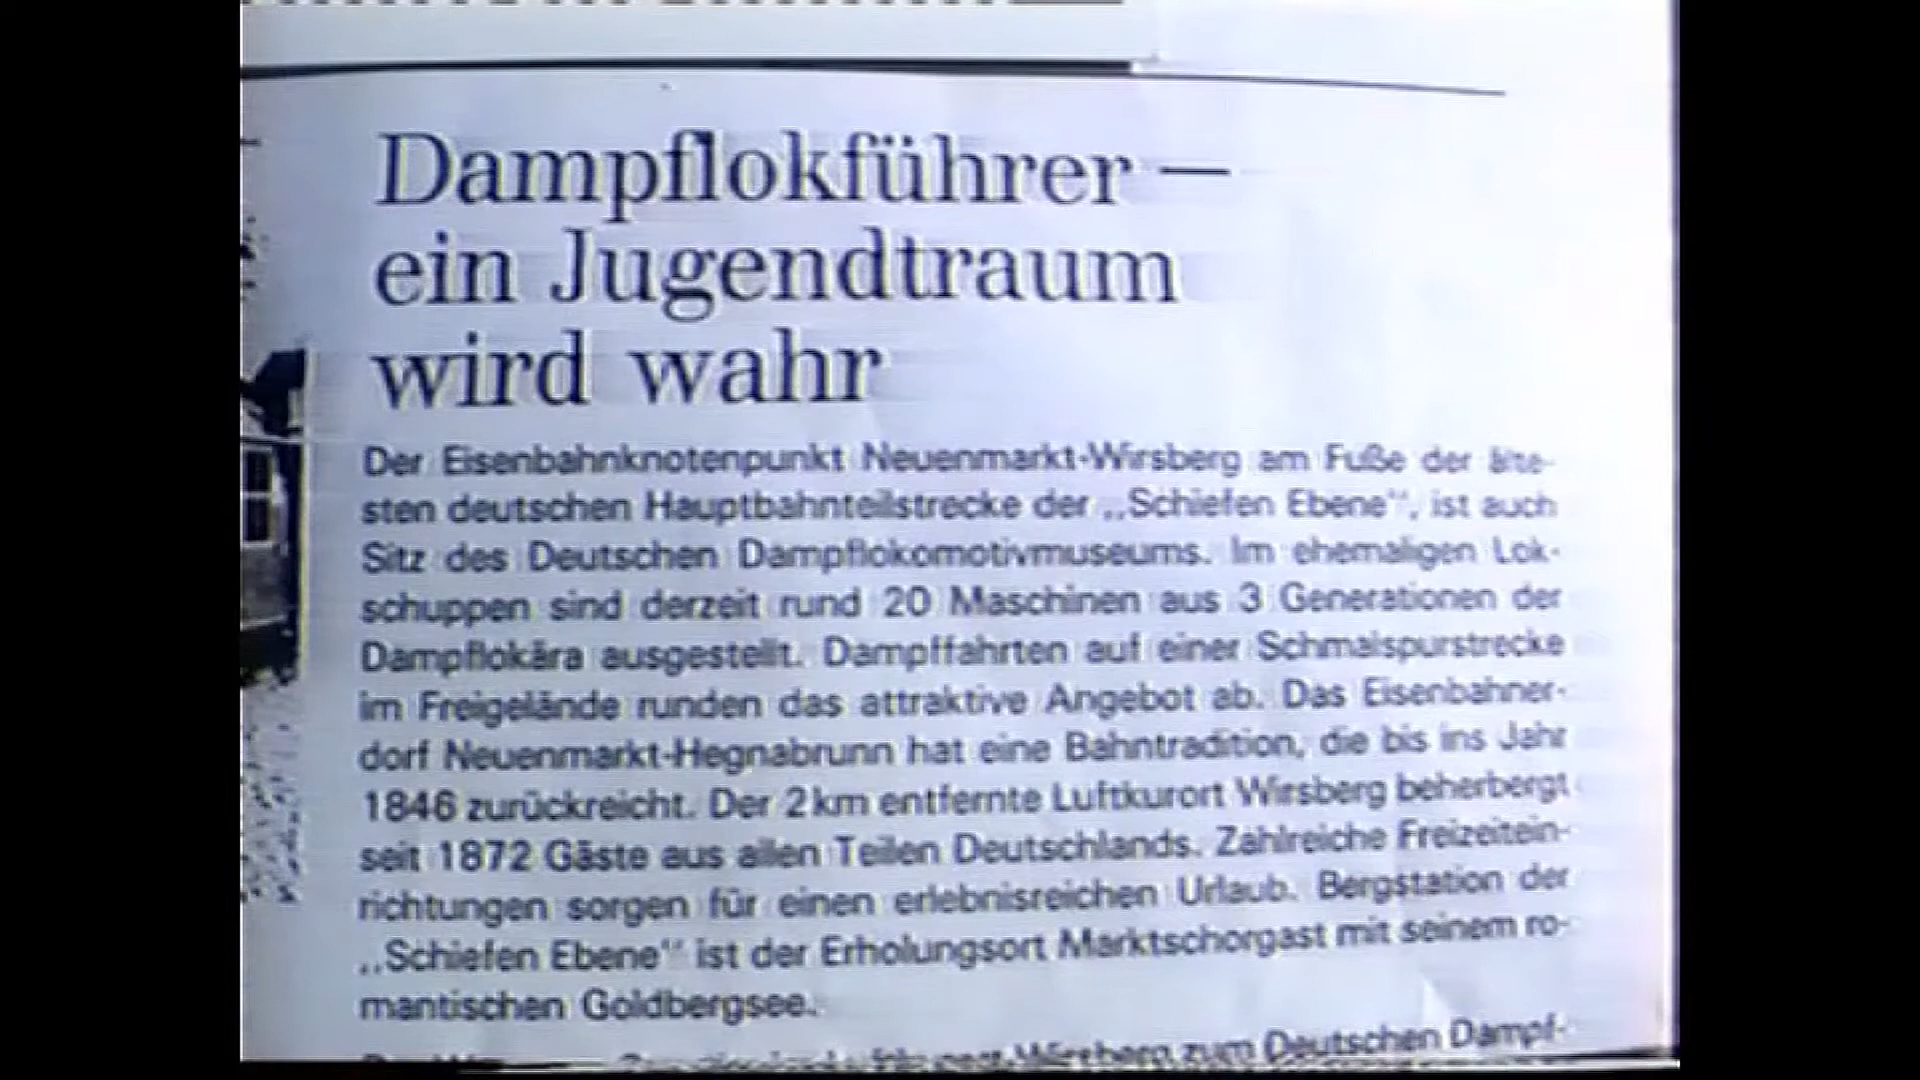 Dampflokführer —
ein Jugendtraum
wird wahr
Der Eisenbahnknotenpunkt Neuenmarkt-Wirsberg am Fuße der älte-
sten deutschen Hauptbahnteilstrecke der „Schiefen Ebene“, ist auch
Sitz des Deutschen Dampflokomotivmuseums. Im ehemaligen Lok-
schuppen sind derzeit rund 20 Maschinen aus 3 Generationen der
Dampflokära ausgestellt. Dampffahrten auf einer Schmalspurstrecke
im Freigelände runden das attraktive Angebot ab. Das Eisenbahner-
dorf Neuenmarkt-Hegnabrunn hat eine Bahntradition, die bis ins Jahr
1846 zurückreicht. Der 2 km entfernte Luftkurort Wirsberg beherbergt
seit 1872 Gäste aus allen Teilen Deutschlands. Zahlreiche Freizeitein-
richtungen sorgen für einen erlebnisreichen Urlaub. Bergstation der
„Schiefen Ebene“ ist der Erholungsort Marktschorgast mit seinem ro-
mantischen Goldbergsee.
Wirsberg zum Deutschen Dampf-